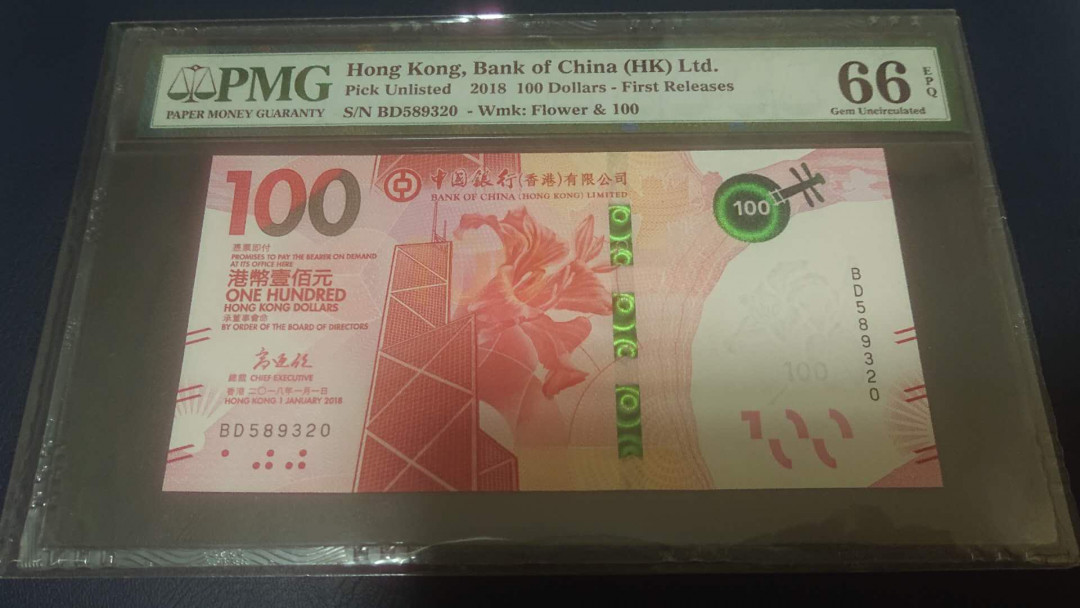 PMG
PAPER MONEY GUARANTY
Hong Kong, Bank of China (HK) Ltd.
Pick Unlisted 2018 100 Dollars - First Releases
S/N BD589320 - Wmk: Flower & 100
66 EPQ
Gem Uncirculated
100
中国银行(香港)有限公司
BANK OF CHINA (HONG KONG) LIMITED
100
憑票即付
PROMISES TO PAY THE BEARER ON DEMAND
AT ITS OFFICE HERE
港幣壹佰元
ONE HUNDRED
HONG KONG DOLLARS
承董事會命
BY ORDER OF THE BOARD OF DIRECTORS
總裁 CHIEF EXECUTIVE
香港 二〇一八年一月一日
HONG KONG 1 JANUARY 2018
BD589320
BD589320
100